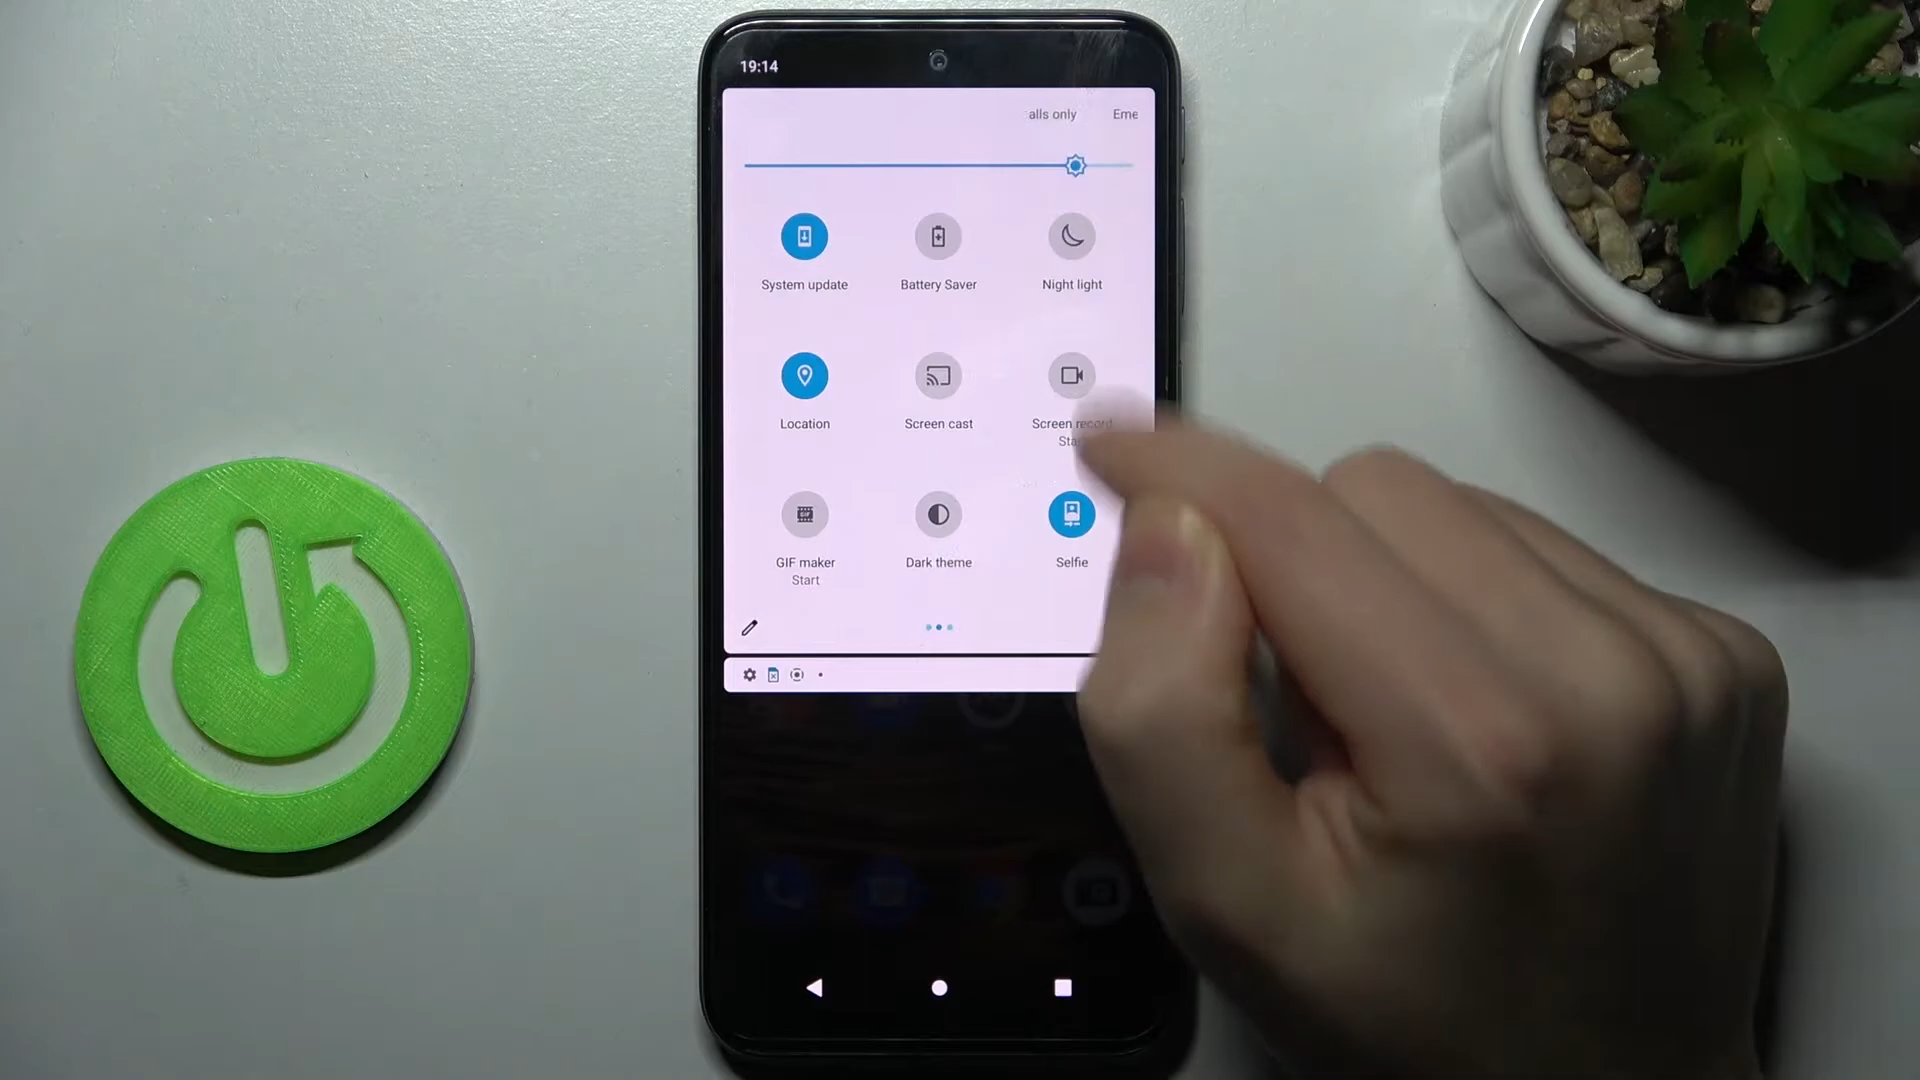 19:14
alls only Eme
System update Battery Saver Night light
Location Screen cast Screen record
Sta
GIF maker Dark theme Selfie
Start